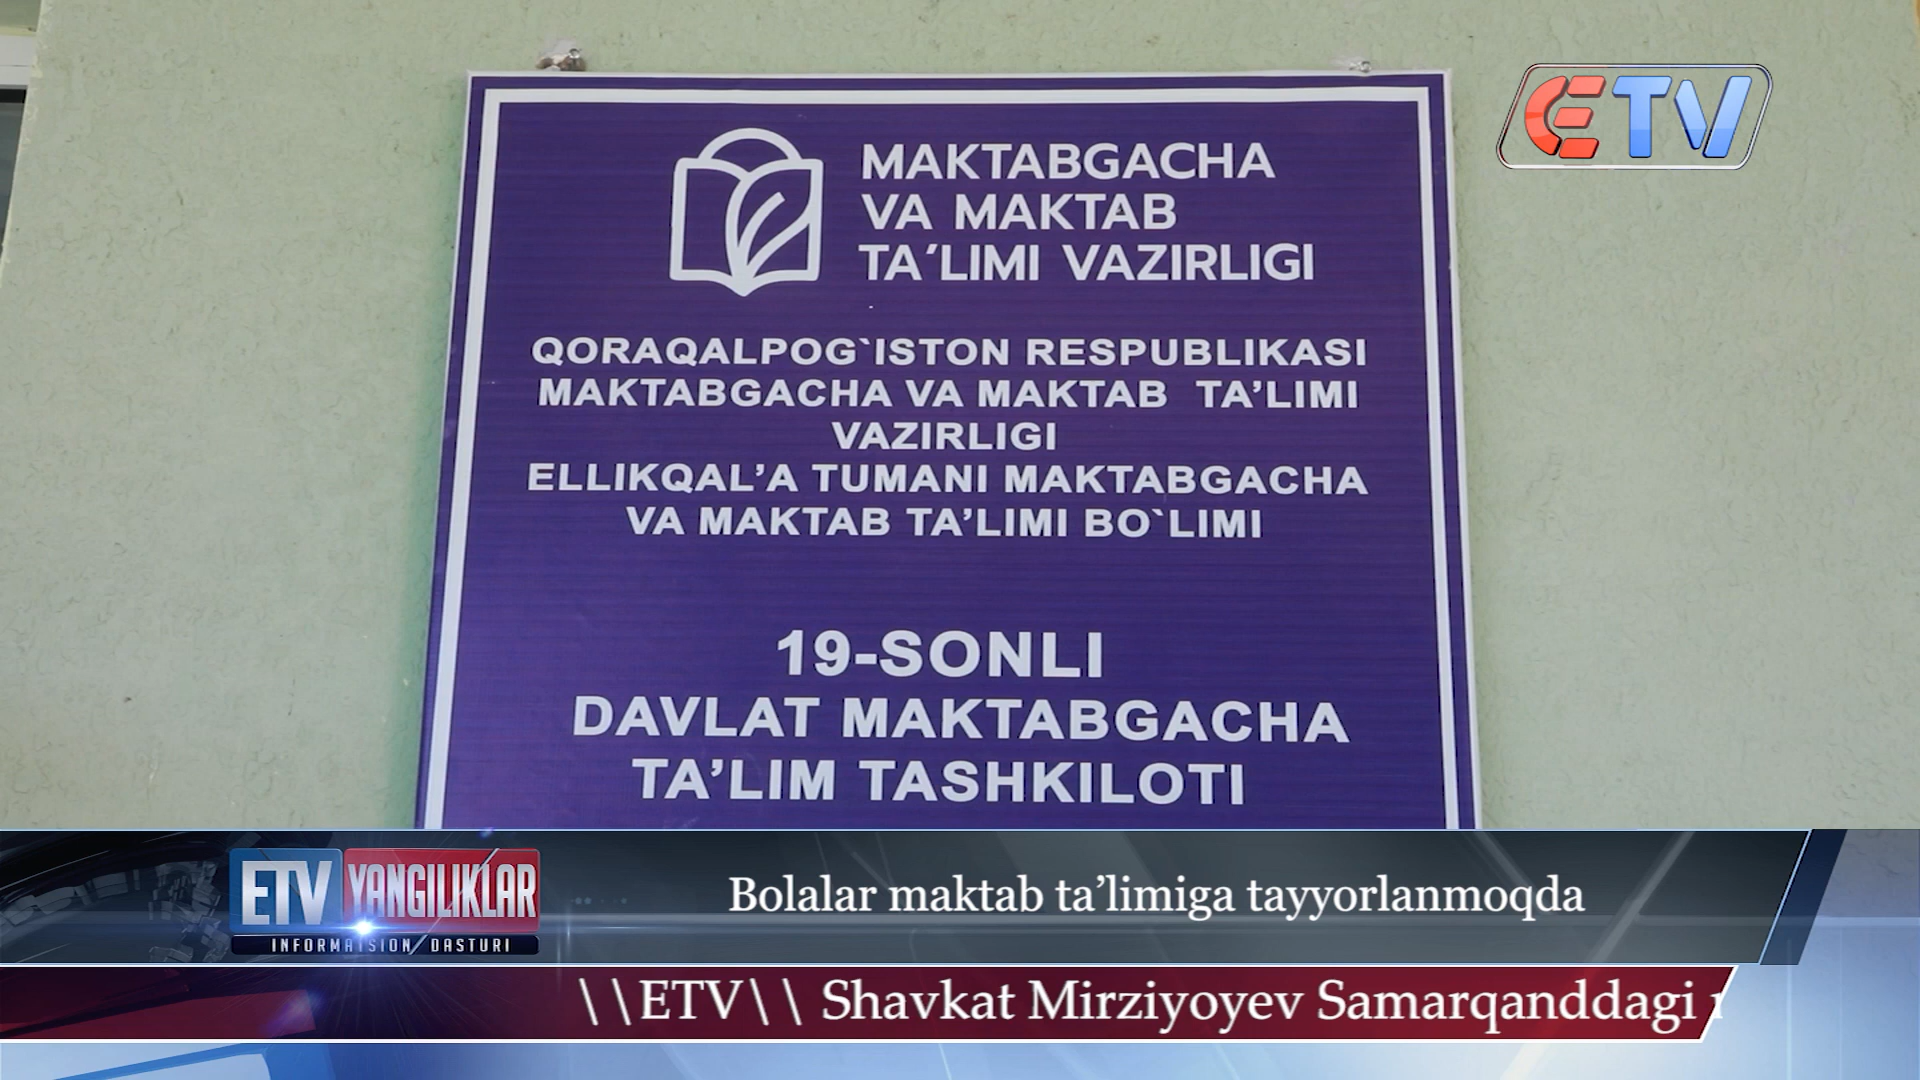 ETV
MAKTABGACHA
VA MAKTAB
TA'LIMI VAZIRLIGI
QORAQALPOG`ISTON RESPUBLIKASI
MAKTABGACHA VA MAKTAB TA'LIMI
VAZIRLIGI
ELLIKQAL'A TUMANI MAKTABGACHA
VA MAKTAB TA'LIMI BO`LIMI
19-SONLI
DAVLAT MAKTABGACHA
TA'LIM TASHKILOTI
ETV YANGILIKLAR
INFORMATSION DASTURI
Bolalar maktab ta'limiga tayyorlanmoqda
\\ETV\\ Shavkat Mirziyoyev Samarqanddagi